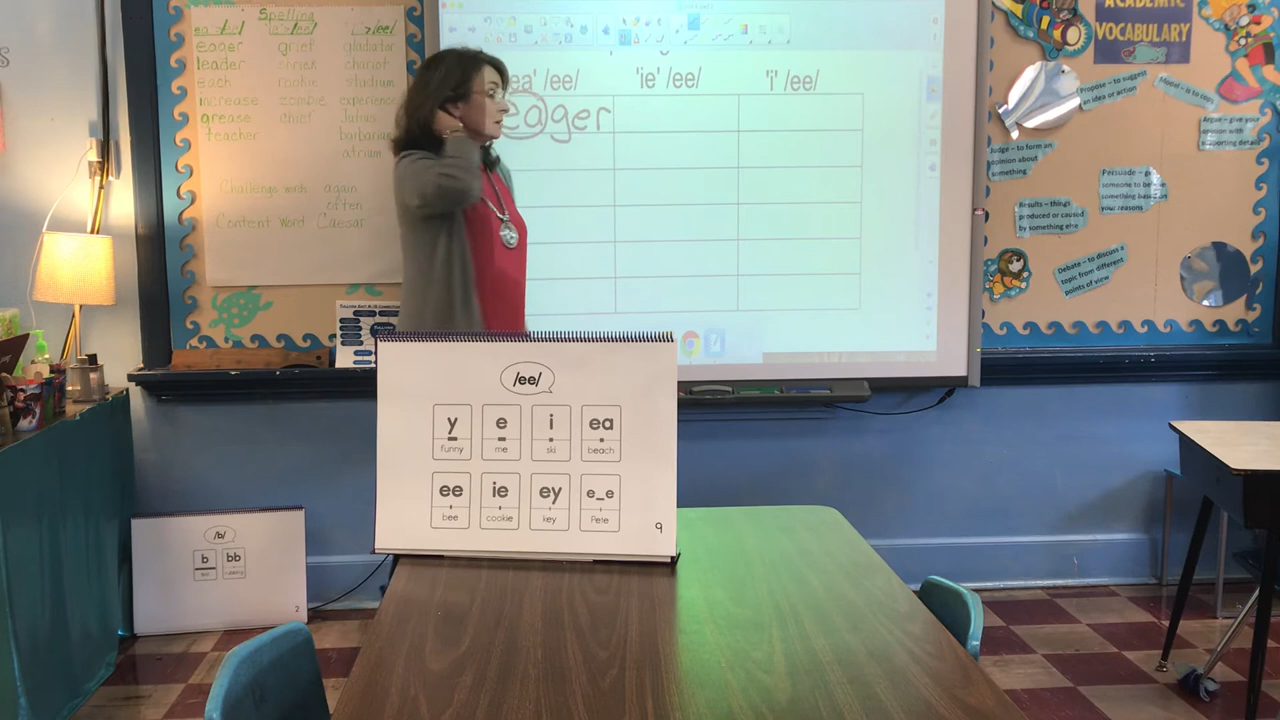 Spelling
ea >/ee/ ie >/ee/ i >/ee/
eager grief gladiator
leader shriek chariot
each rookie stadium
increase zombie experience
grease chief Julius
teacher barbarian
atrium
Challenge words again
often
Content Word Caesar
'ea' /ee/ 'ie' /ee/ 'i' /ee/
eager
ACADEMIC
VOCABULARY
Propose – to suggest
an idea or action
Model – is to copy
Argue – give your
opinion with
supporting details
Judge – to form an
opinion about
something
Persuade – get
someone to believe
something based on
your reasons
Results – things
produced or caused
by something else
Debate – to discuss a
topic from different
points of view
/ee/
y e i ea
funny me ski beach
ee ie ey e_e
bee cookie key Pete
9
/b/
b bb
rubbing
2